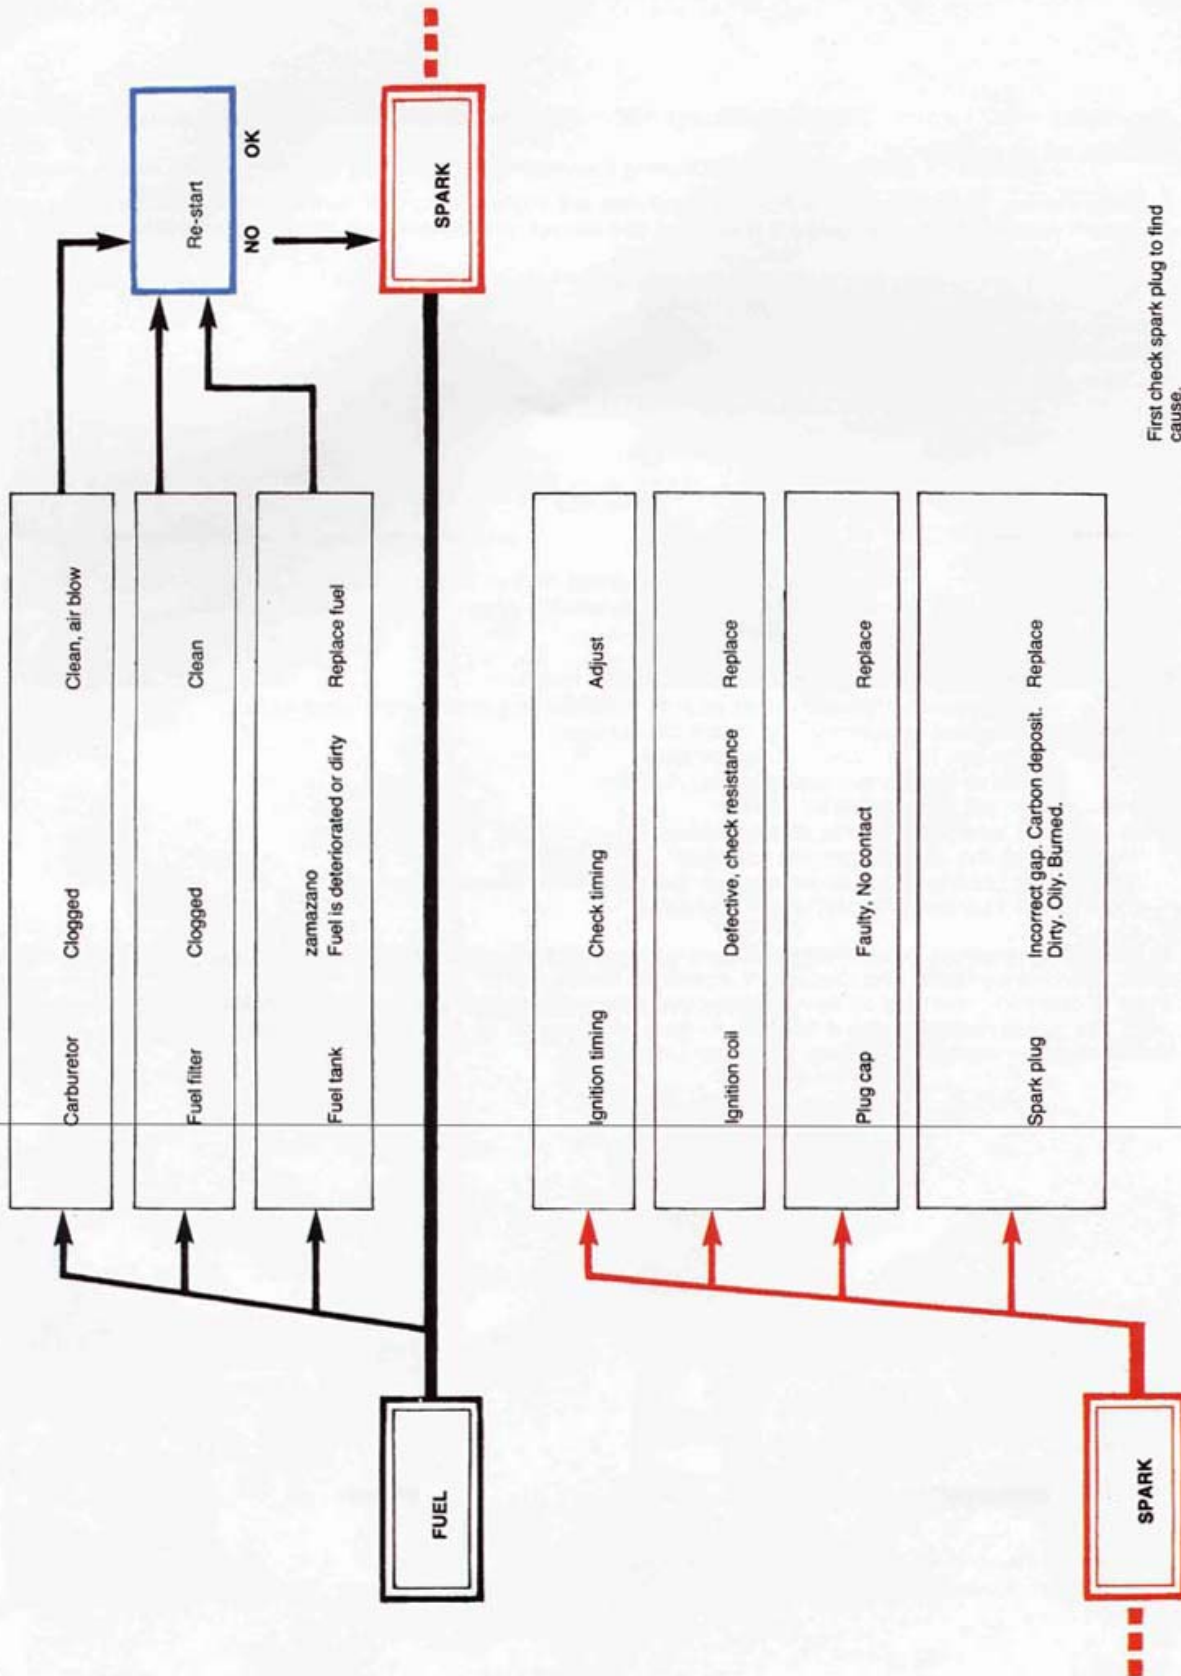 Carburetor Clogged Clean, air blow
Fuel filter Clogged Clean
zamazano
Fuel tank Fuel is deteriorated or dirty Replace fuel
Re-start
NO OK
FUEL
SPARK
Ignition timing Check timing Adjust
Ignition coil Defective, check resistance Replace
Plug cap Faulty, No contact Replace
Spark plug Incorrect gap. Carbon deposit. Replace
Dirty. Olly. Burned.
SPARK
First check spark plug to find
cause.